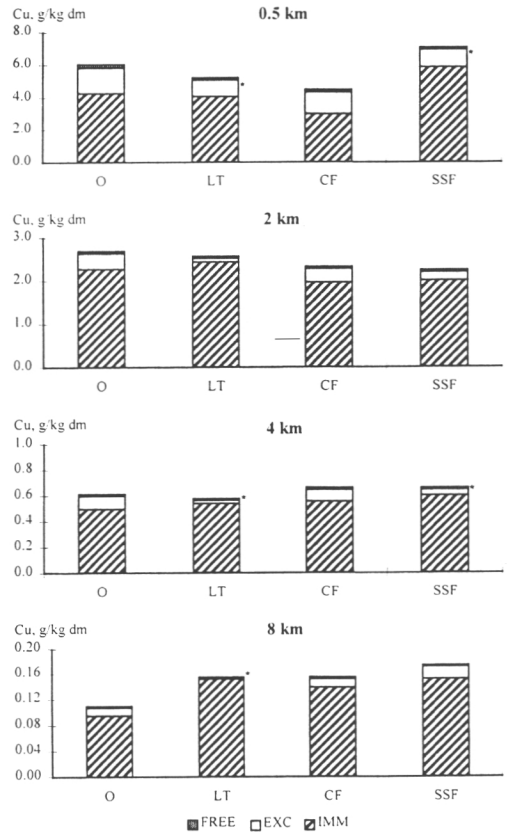 Cu, g/kg dm 0.5 km
8.0
6.0
4.0
2.0
0.0
*
*
O LT CF SSF
Cu, g/kg dm 2 km
3.0
2.0
1.0
0.0
O LT CF SSF
Cu, g/kg dm 4 km
1.0
0.8
0.6
0.4
0.2
0.0
*
*
O LT CF SSF
Cu, g/kg dm 8 km
0.20
0.16
0.12
0.08
0.04
0.00
*
O LT CF SSF
FREE EXC IMM